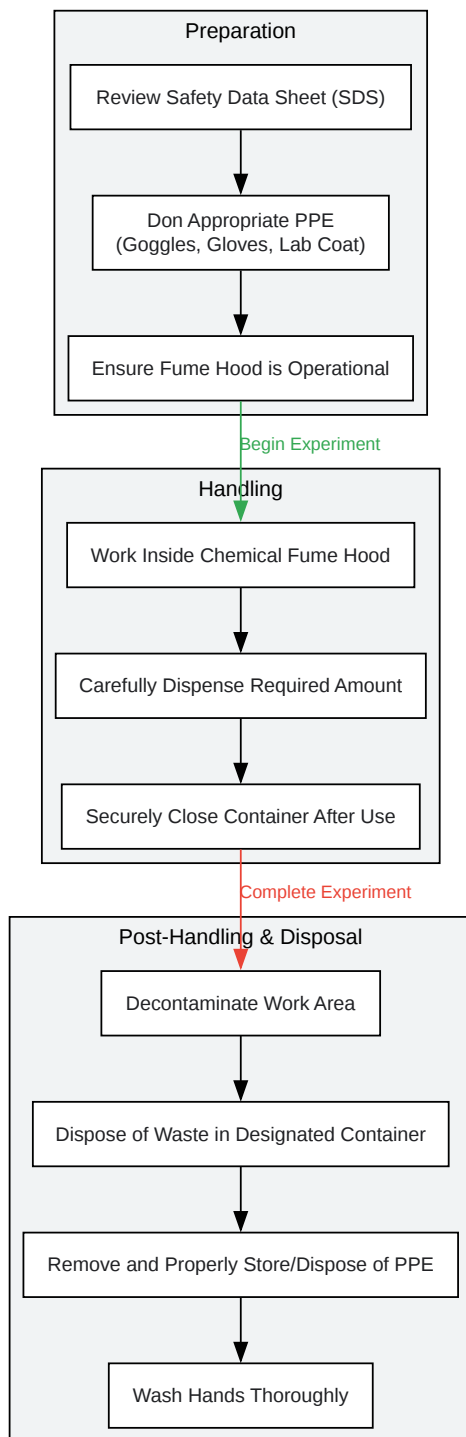 Preparation
Review Safety Data Sheet (SDS)
Don Appropriate PPE
(Goggles, Gloves, Lab Coat)
Ensure Fume Hood is Operational
Begin Experiment
Handling
Work Inside Chemical Fume Hood
Carefully Dispense Required Amount
Securely Close Container After Use
Complete Experiment
Post-Handling & Disposal
Decontaminate Work Area
Dispose of Waste in Designated Container
Remove and Properly Store/Dispose of PPE
Wash Hands Thoroughly